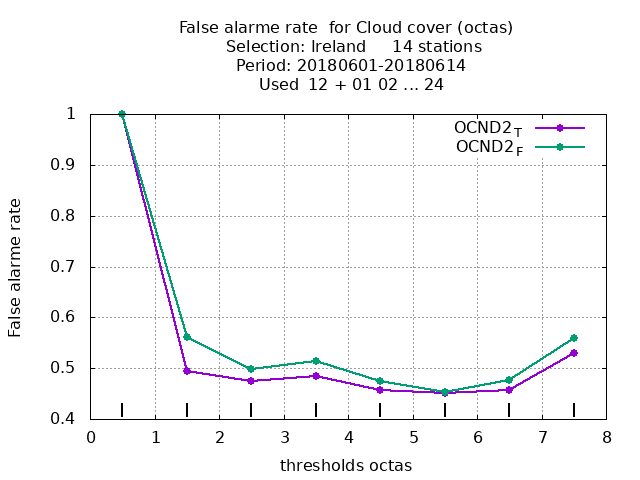 False alarme rate  for Cloud cover (octas)
Selection: Ireland     14 stations
Period: 20180601-20180614
Used  12 + 01 02 ... 24
OCND2T
OCND2F
1
0.9
0.8
0.7
0.6
0.5
0.4
False alarme rate
0 1 2 3 4 5 6 7 8
thresholds octas